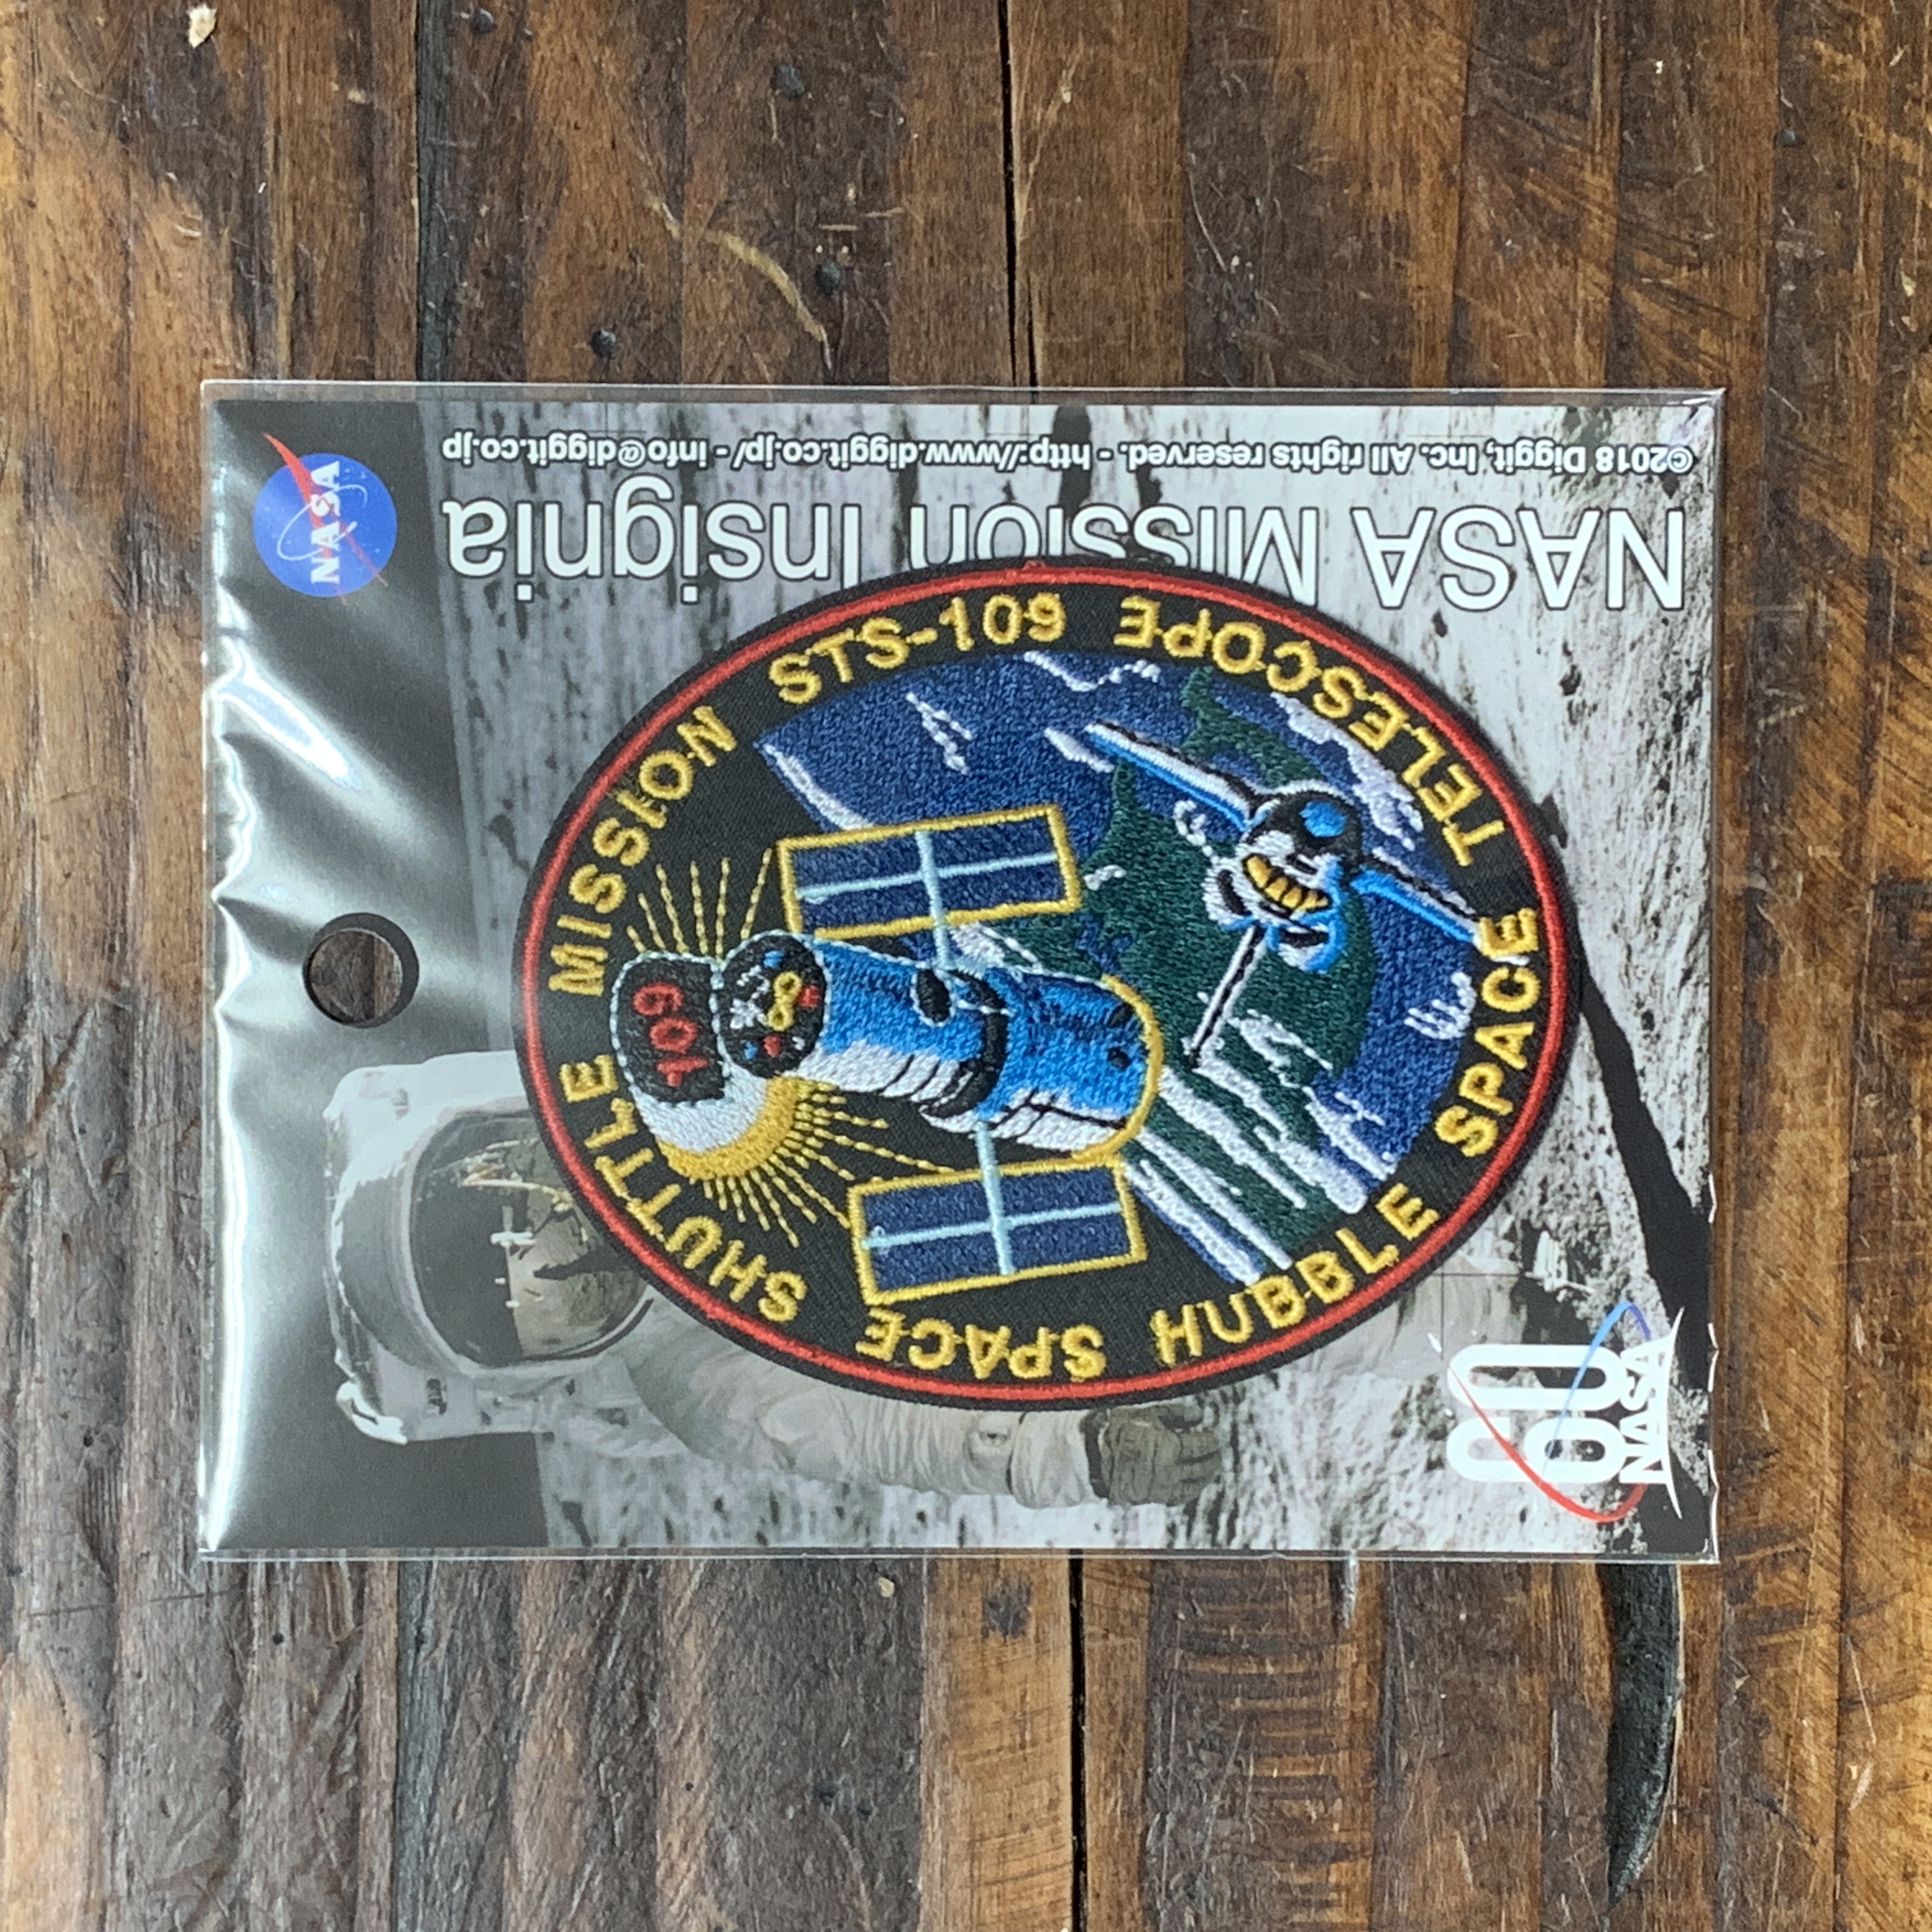 NASA
SPACE SHUTTLE MISSION STS-109
109
HUBBLE SPACE TELESCOPE
60
NASA
NASA Mission Insignia
©2018 Diggit, Inc. All rights reserved. - http://www.diggit.co.jp/ - info@diggit.co.jp